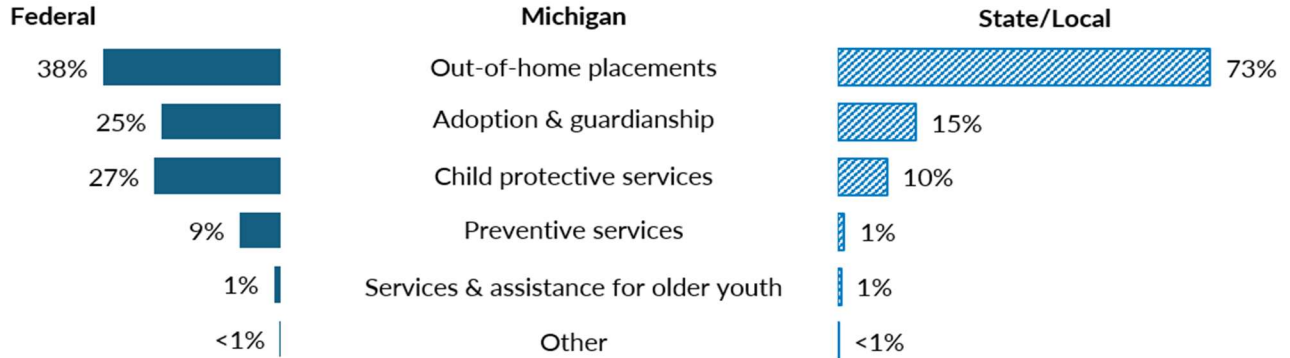 Federal Michigan State/Local
38% Out-of-home placements 73%
25% Adoption & guardianship 15%
27% Child protective services 10%
9% Preventive services 1%
1% Services & assistance for older youth 1%
<1% Other <1%